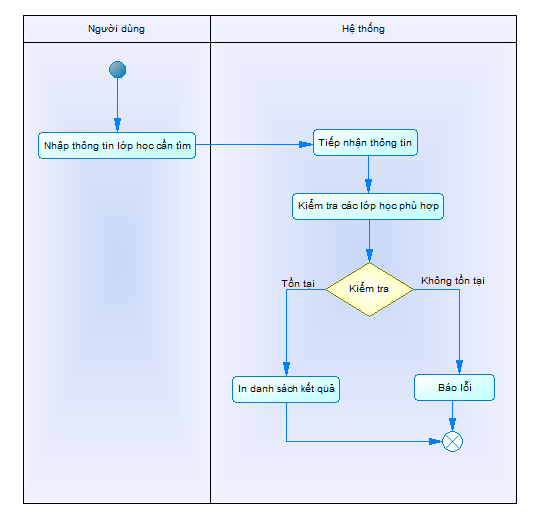 Người dùng
Hệ thống
Nhập thông tin lớp học cần tìm
Tiếp nhận thông tin
Kiểm tra các lớp học phù hợp
Kiểm tra
Tồn tại
Không tồn tại
In danh sách kết quả
Báo lỗi